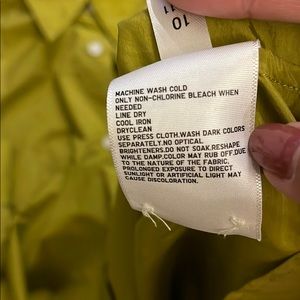 10
MACHINE WASH COLD
ONLY NON-CHLORINE BLEACH WHEN
NEEDED
LINE DRY
COOL IRON
DRYCLEAN
USE PRESS CLOTH.WASH DARK COLORS
SEPARATELY.NO OPTICAL
BRIGHTENERS.DO NOT SOAK.RESHAPE
WHILE DAMP.COLOR MAY RUB OFF.DUE
TO THE NATURE OF THE FABRIC,
PROLONGED EXPOSURE TO DIRECT
SUNLIGHT OR ARTIFICIAL LIGHT MAY
CAUSE DISCOLORATION.